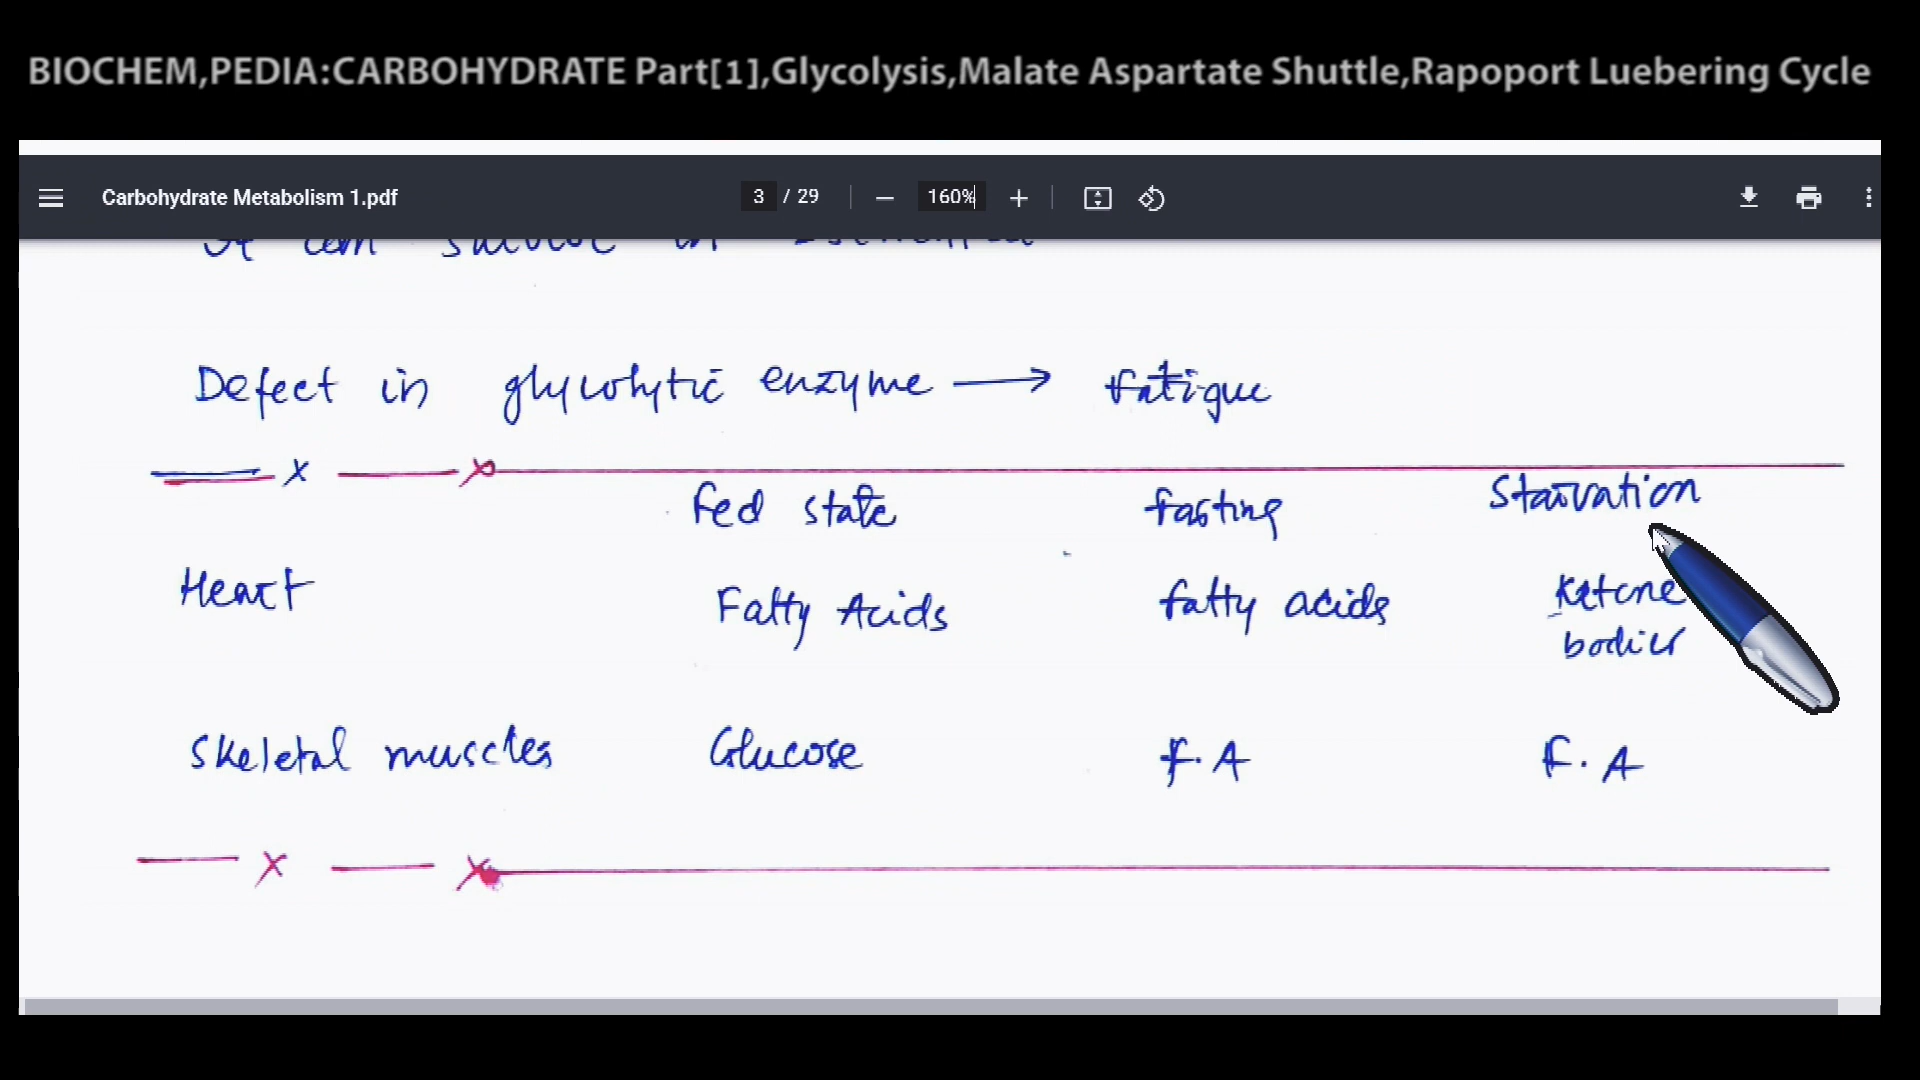 BIOCHEM,PEDIA:CARBOHYDRATE Part[1],Glycolysis,Malate Aspartate Shuttle,Rapoport Luebering Cycle
Carbohydrate Metabolism 1.pdf 3 / 29 160%
Defect in glycolytic enzyme → fatigue
Fed state fasting Starvation
Heart Fatty Acids fatty acids Ketone
bodies
Skeletal muscles Glucose F.A F.A